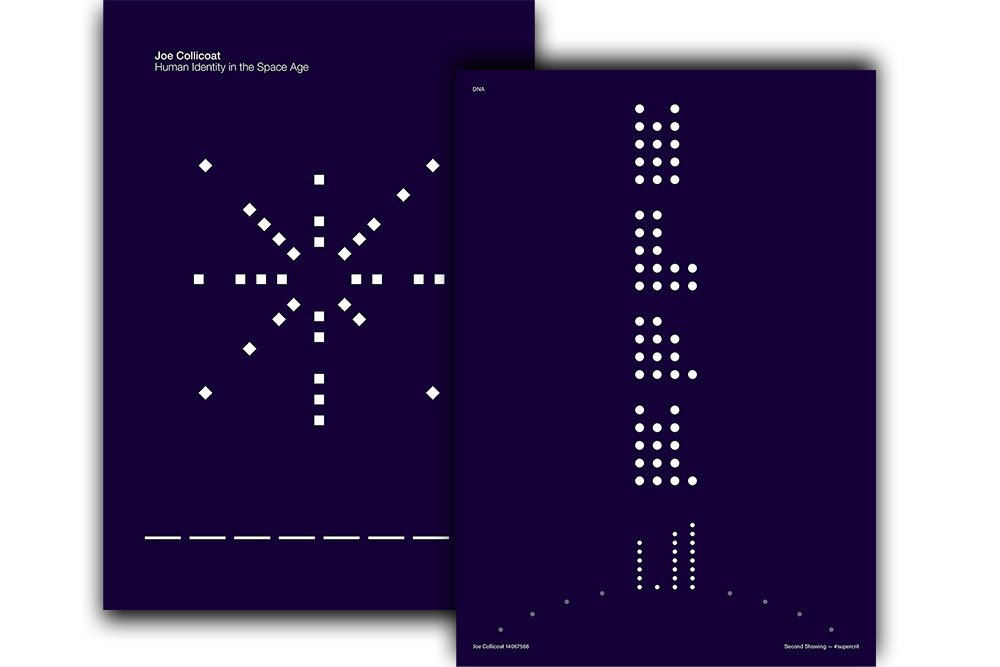 Joe Collicoat
Human Identity in the Space Age
DNA
Joe Collicoat 14067566
Second Showing — #supercrit